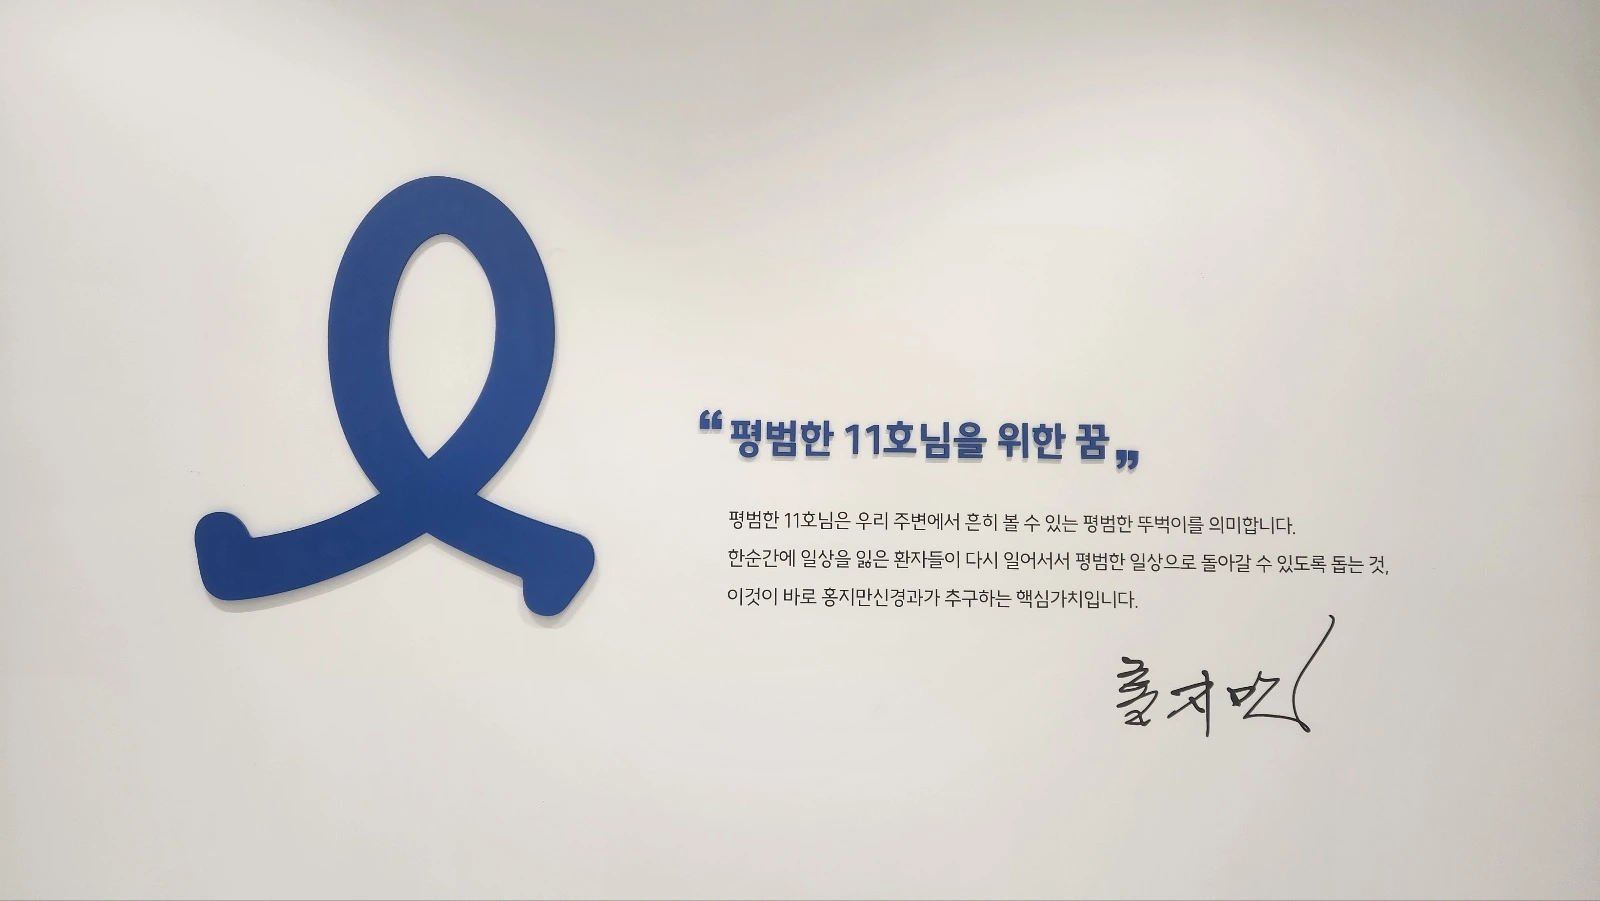 “평범한 11호님을 위한 꿈”
평범한 11호님은 우리 주변에서 흔히 볼 수 있는 평범한 뚜벅이를 의미합니다.
한순간에 일상을 잃은 환자들이 다시 일어서서 평범한 일상으로 돌아갈 수 있도록 돕는 것,
이것이 바로 홍지만신경과가 추구하는 핵심가치입니다.
홍지만